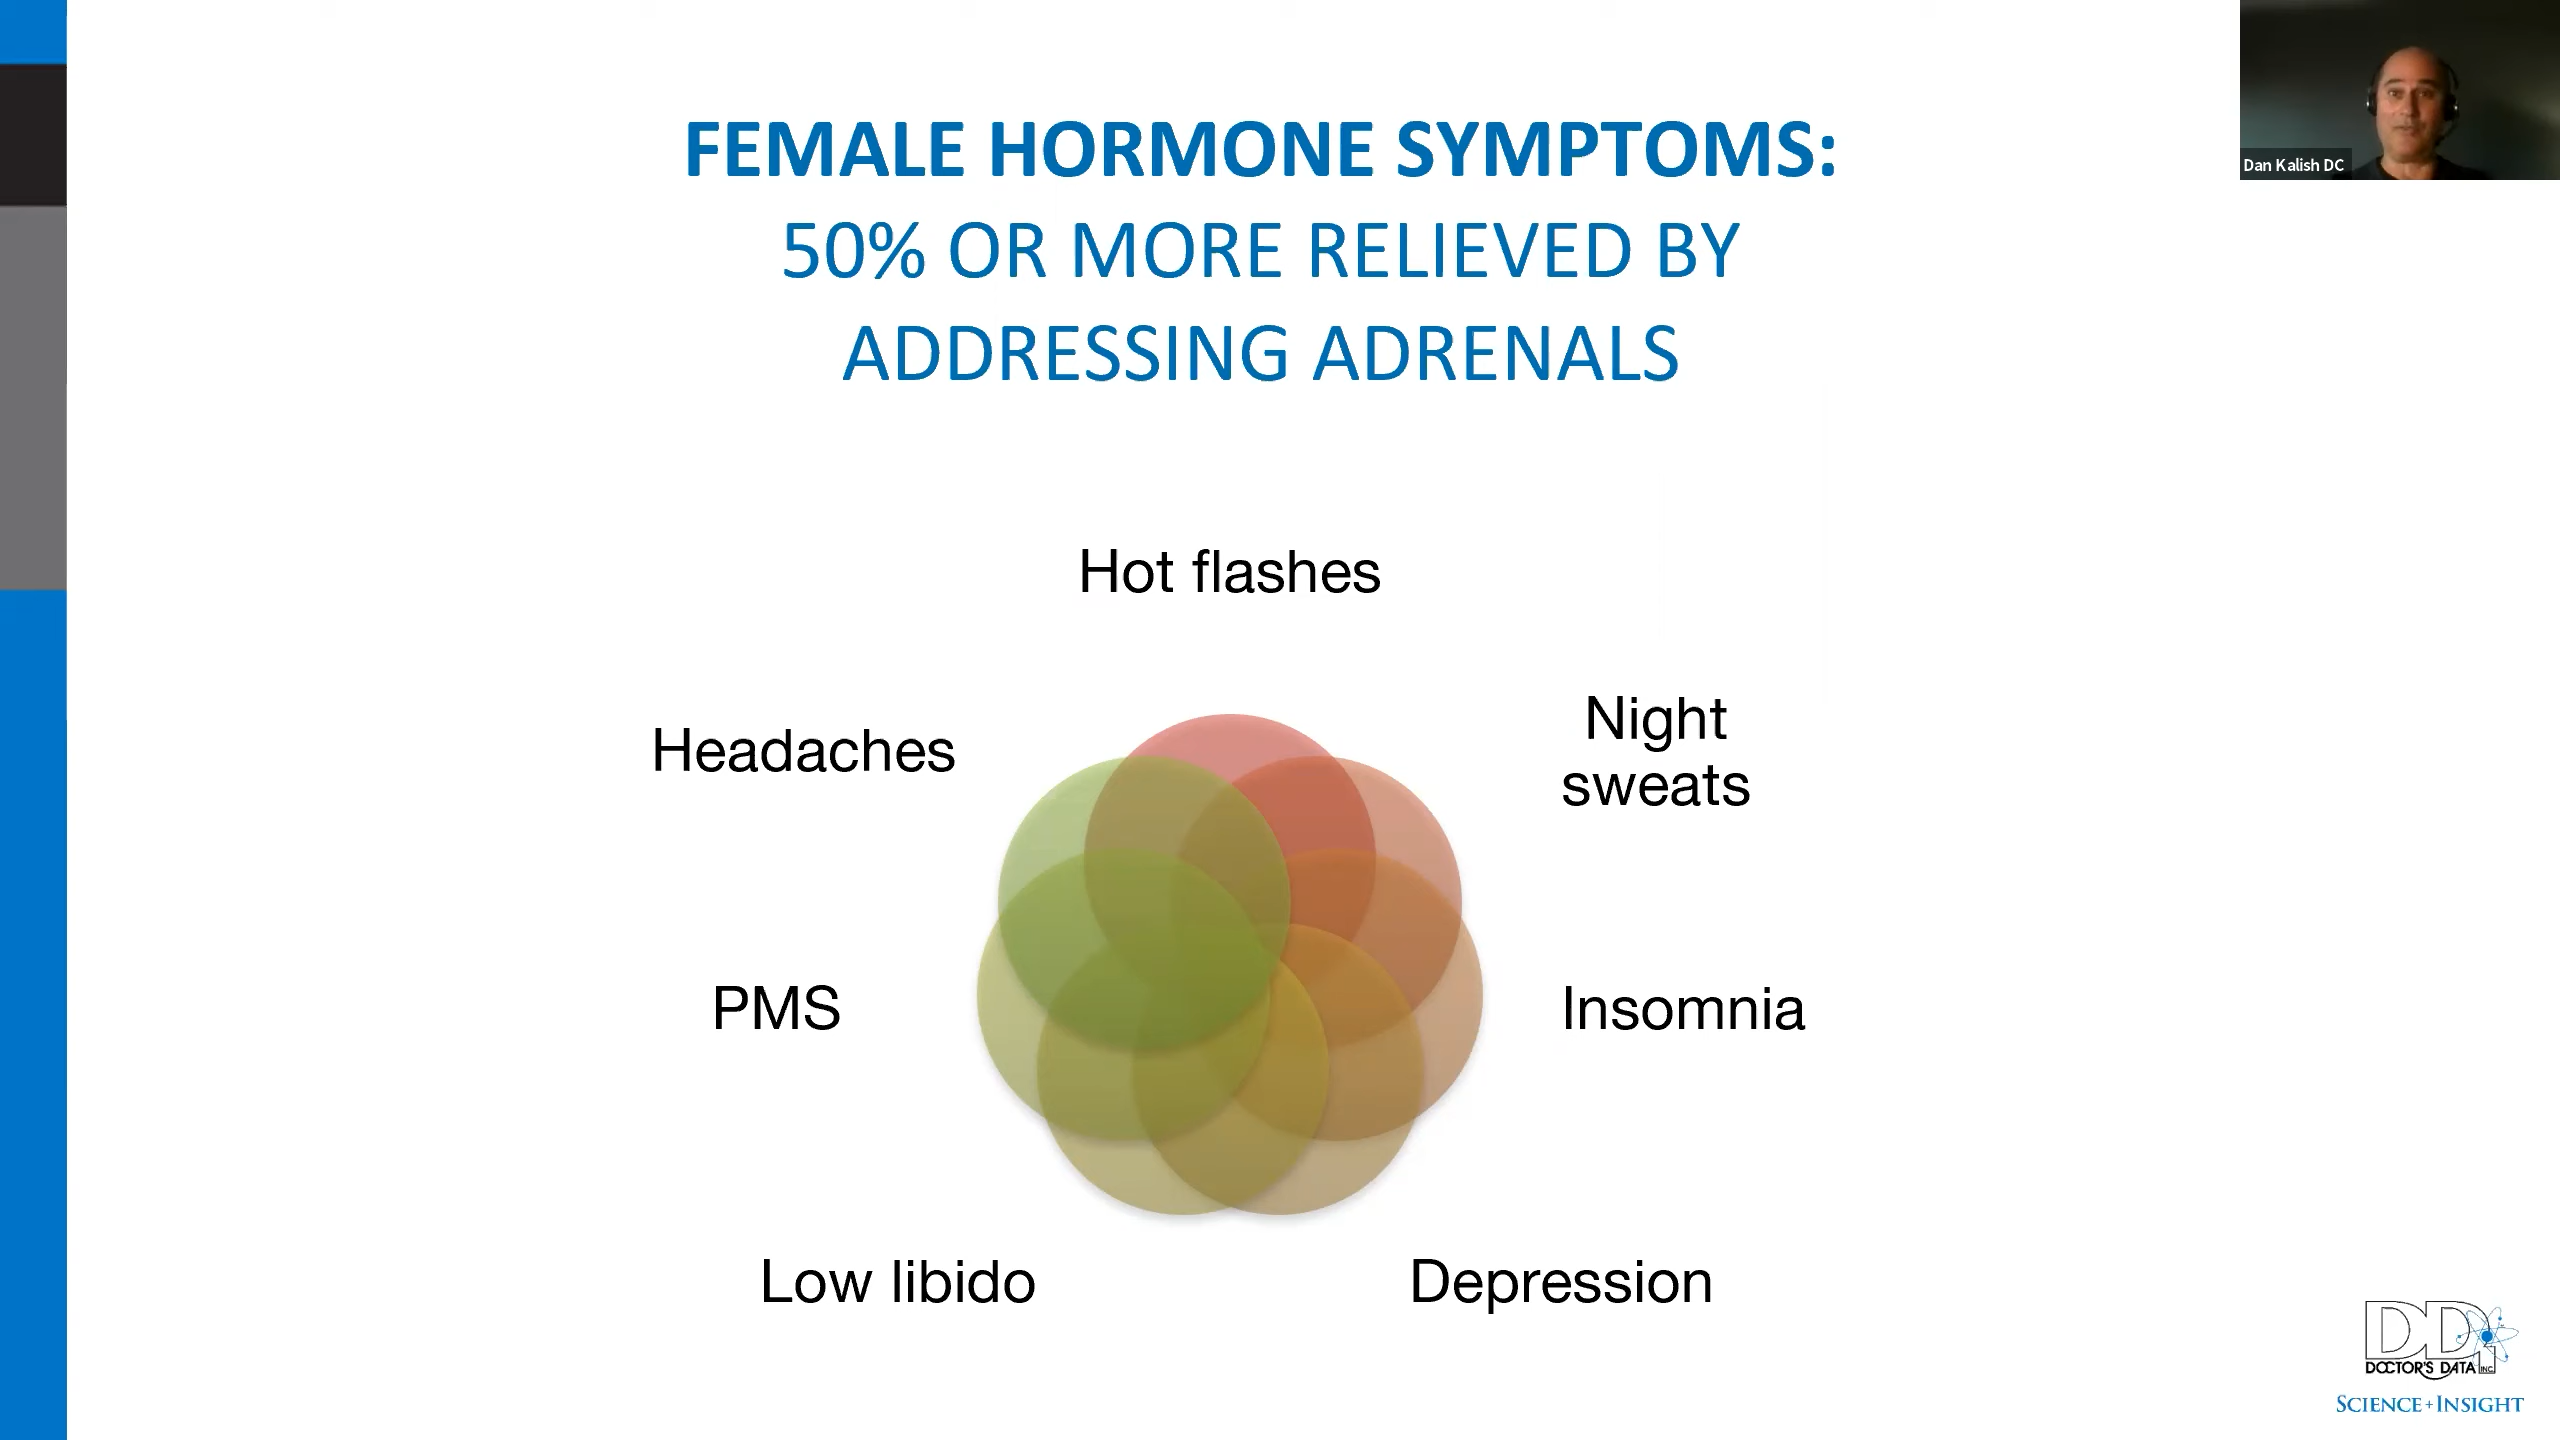 FEMALE HORMONE SYMPTOMS:
50% OR MORE RELIEVED BY
ADDRESSING ADRENALS
Dan Kalish DC
Hot flashes
Headaches
Night
sweats
PMS
Insomnia
Low libido
Depression
DDI
DOCTOR'S DATA INC.
SCIENCE + INSIGHT